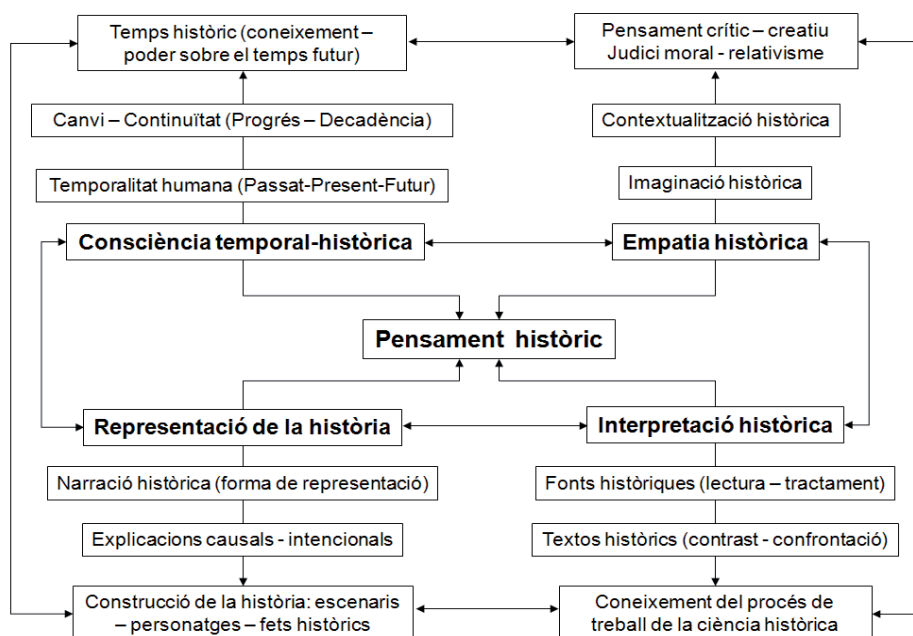 Temps històric (coneixement –
poder sobre el temps futur)
Pensament crític – creatiu
Judici moral - relativisme
Canvi – Continuïtat (Progrés – Decadència)
Contextualització històrica
Temporalitat humana (Passat-Present-Futur)
Imaginació històrica
Consciència temporal-històrica
Empatia històrica
Pensament històric
Representació de la història
Interpretació històrica
Narració històrica (forma de representació)
Fonts històriques (lectura – tractament)
Explicacions causals - intencionals
Textos històrics (contrast - confrontació)
Construcció de la història: escenaris
– personatges – fets històrics
Coneixement del procés de
treball de la ciència històrica